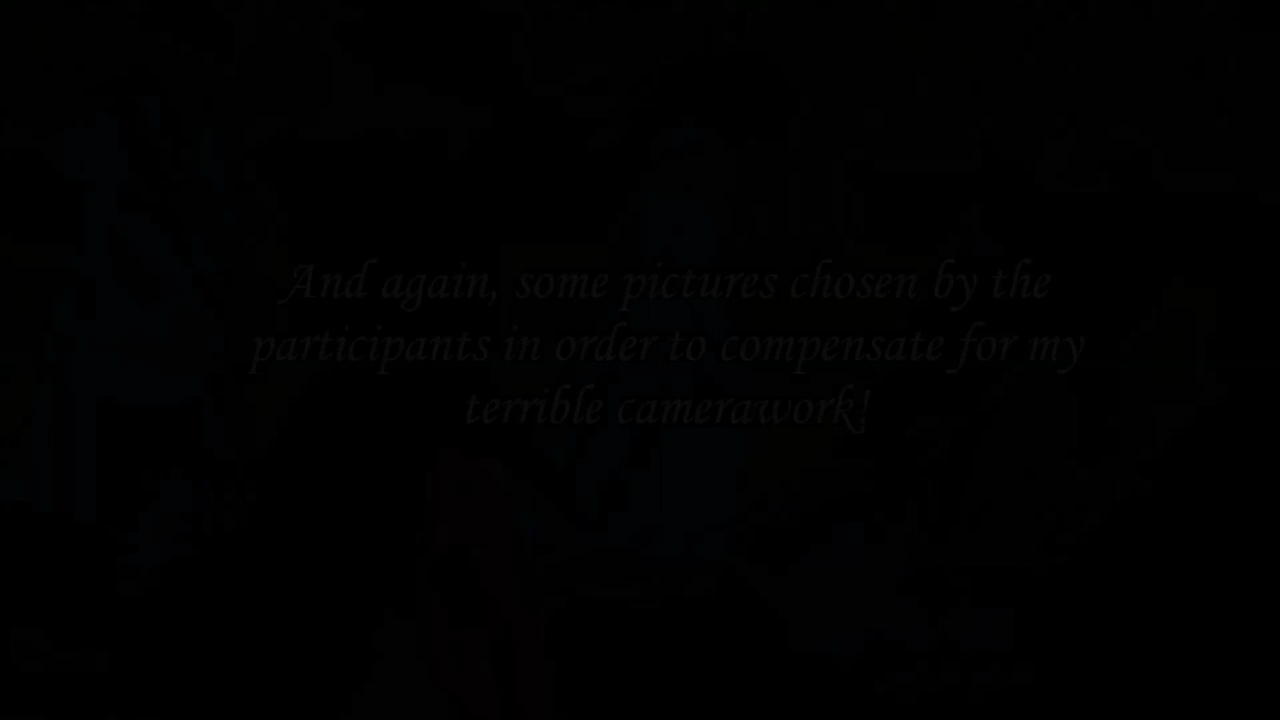 And again, some pictures chosen by the
participants in order to compensate for my
terrible camerawork!